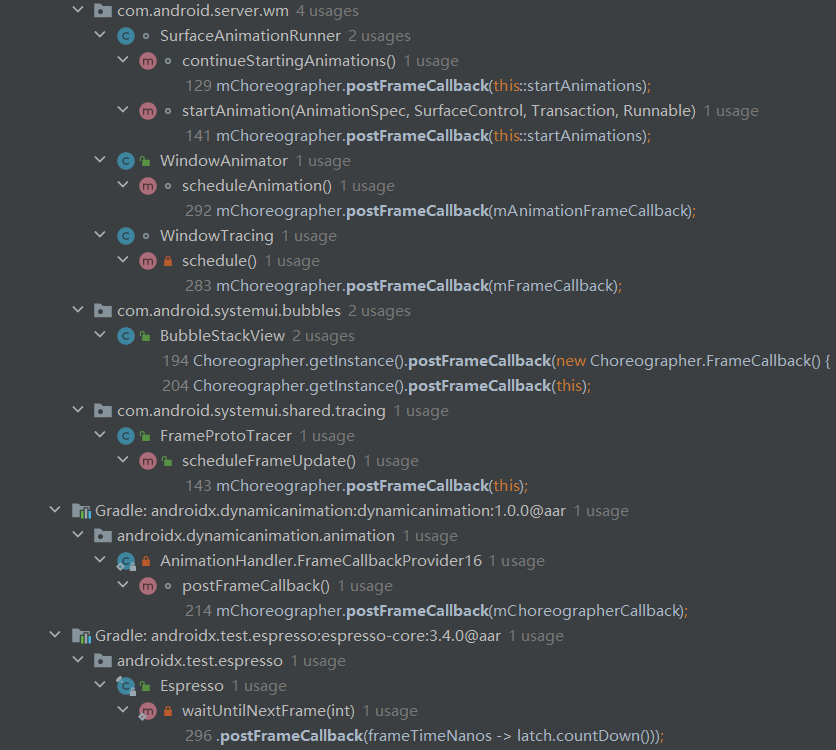 com.android.server.wm 4 usages
SurfaceAnimationRunner 2 usages
continueStartingAnimations() 1 usage
129 mChoreographer.postFrameCallback(this::startAnimations);
startAnimation(AnimationSpec, SurfaceControl, Transaction, Runnable) 1 usage
141 mChoreographer.postFrameCallback(this::startAnimations);
WindowAnimator 1 usage
scheduleAnimation() 1 usage
292 mChoreographer.postFrameCallback(mAnimationFrameCallback);
WindowTracing 1 usage
schedule() 1 usage
283 mChoreographer.postFrameCallback(mFrameCallback);
com.android.systemui.bubbles 2 usages
BubbleStackView 2 usages
194 Choreographer.getInstance().postFrameCallback(new Choreographer.FrameCallback() {
204 Choreographer.getInstance().postFrameCallback(this);
com.android.systemui.shared.tracing 1 usage
FrameProtoTracer 1 usage
scheduleFrameUpdate() 1 usage
143 mChoreographer.postFrameCallback(this);
Gradle: androidx.dynamicanimation:dynamicanimation:1.0.0@aar 1 usage
androidx.dynamicanimation.animation 1 usage
AnimationHandler.FrameCallbackProvider16 1 usage
postFrameCallback() 1 usage
214 mChoreographer.postFrameCallback(mChoreographerCallback);
Gradle: androidx.test.espresso:espresso-core:3.4.0@aar 1 usage
androidx.test.espresso 1 usage
Espresso 1 usage
waitUntilNextFrame(int) 1 usage
296 .postFrameCallback(frameTimeNanos -> latch.countDown()));